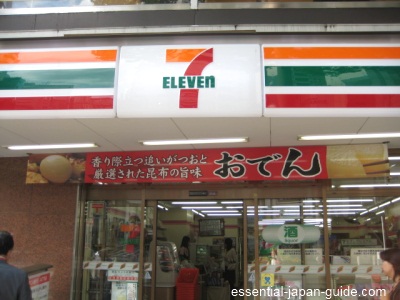 7
ELEVEn
香り際立つ追いがつおと
厳選された昆布の旨味
おでん
酒
essential-japan-guide.com